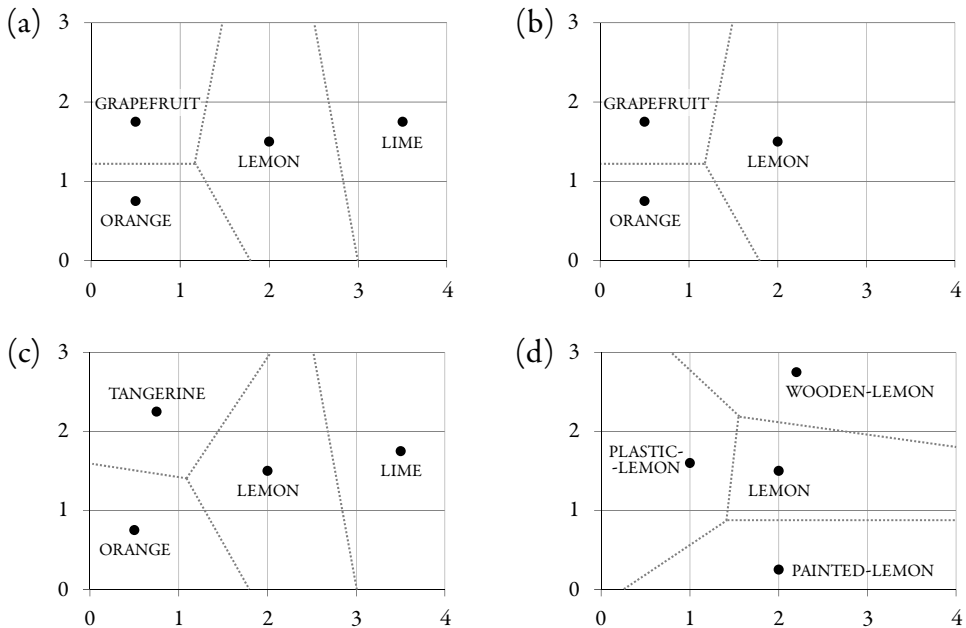 (a)
3
2
1
0
0 1 2 3 4
GRAPEFRUIT
LEMON
LIME
ORANGE
(b)
3
2
1
0
0 1 2 3 4
GRAPEFRUIT
LEMON
ORANGE
(c)
3
2
1
0
0 1 2 3 4
TANGERINE
LEMON
LIME
ORANGE
(d)
3
2
1
0
0 1 2 3 4
WOODEN-LEMON
PLASTIC-
-LEMON
LEMON
PAINTED-LEMON